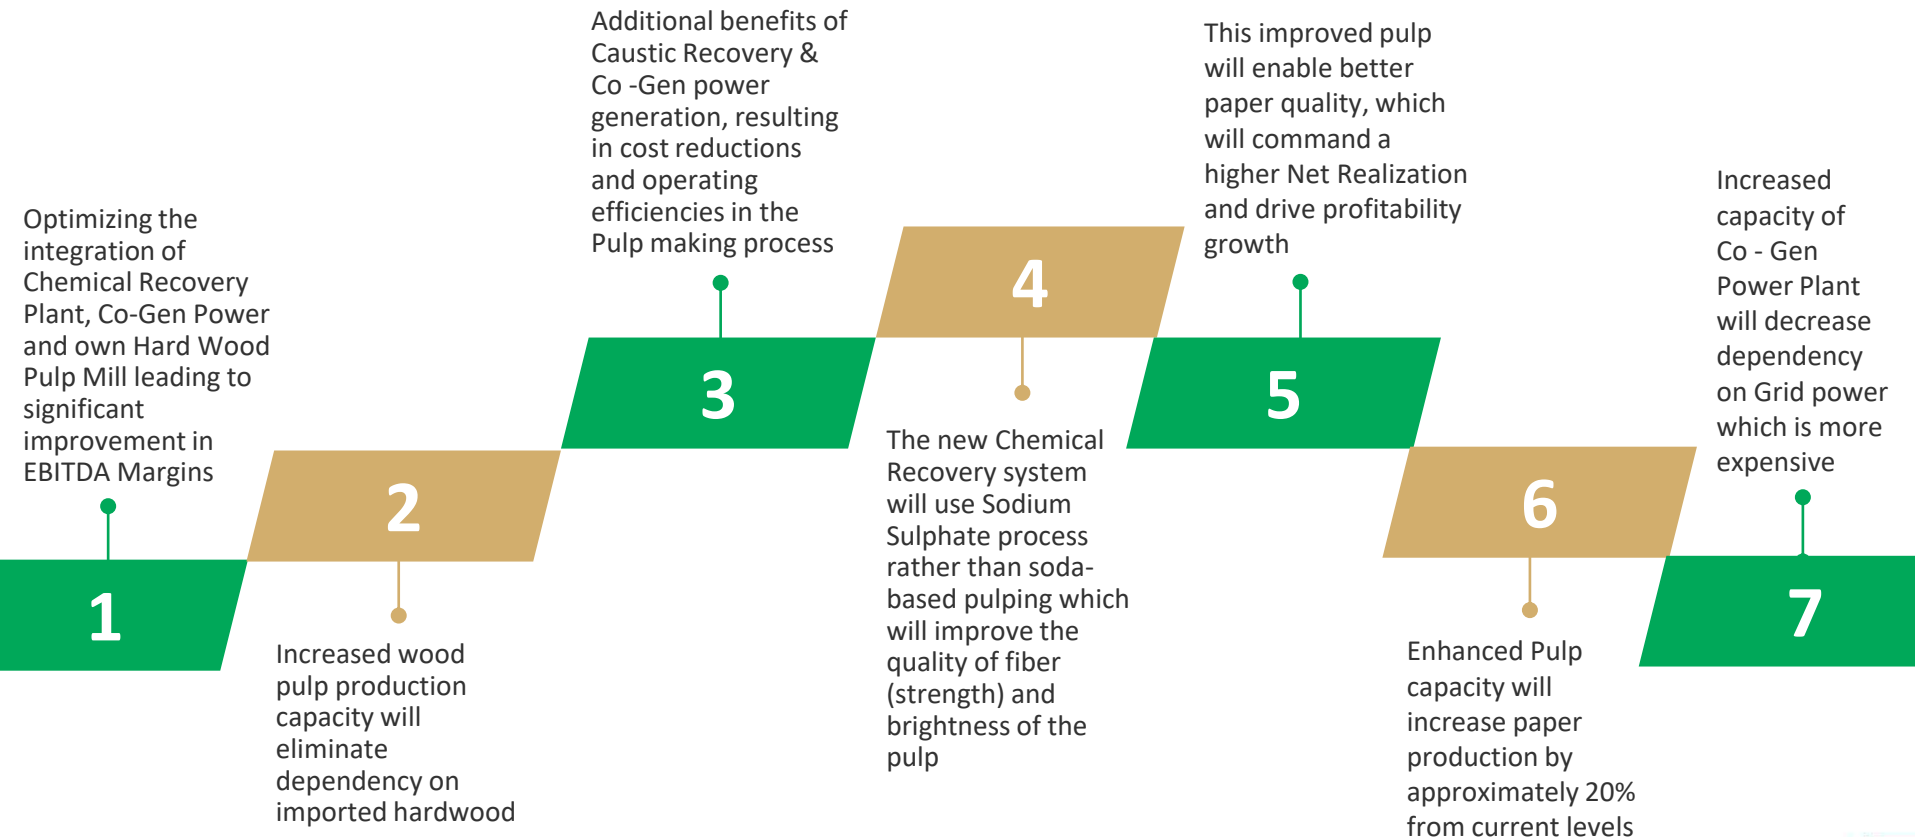 Optimizing the
integration of
Chemical Recovery
Plant, Co-Gen Power
and own Hard Wood
Pulp Mill leading to
significant
improvement in
EBITDA Margins
1
2
Increased wood
pulp production
capacity will
eliminate
dependency on
imported hardwood
Additional benefits of
Caustic Recovery &
Co -Gen power
generation, resulting
in cost reductions
and operating
efficiencies in the
Pulp making process
3
4
The new Chemical
Recovery system
will use Sodium
Sulphate process
rather than soda-
based pulping which
will improve the
quality of fiber
(strength) and
brightness of the
pulp
This improved pulp
will enable better
paper quality, which
will command a
higher Net Realization
and drive profitability
growth
5
6
Enhanced Pulp
capacity will
increase paper
production by
approximately 20%
from current levels
Increased
capacity of
Co - Gen
Power Plant
will decrease
dependency
on Grid power
which is more
expensive
7